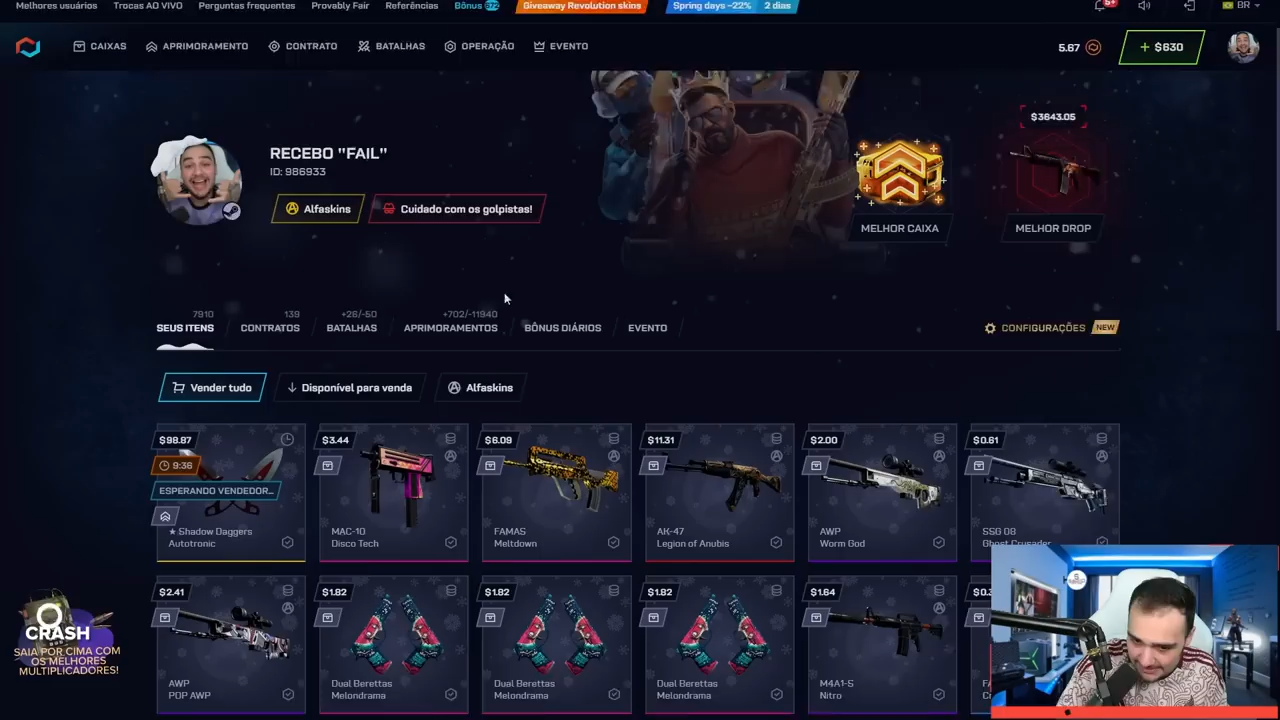 Melhores usuários Trocas AO VIVO Perguntas frequentes Provably Fair Referências Bônus Giveaway Revolution skins Spring days -22% 2 dias 5+ BR
CAIXAS APRIMORAMENTO CONTRATO BATALHAS OPERAÇÃO EVENTO 5.67 + $630
$3643.05
RECEBO "FAIL"
ID: 986933
Alfaskins Cuidado com os golpistas!
MELHOR CAIXA MELHOR DROP
7910 139 +26/-50 +702/-11940
SEUS ITENS CONTRATOS BATALHAS APRIMORAMENTOS BÔNUS DIÁRIOS EVENTO CONFIGURAÇÕES NEW
Vender tudo Disponível para venda Alfaskins
$98.87 $3.44 $6.09 $11.31 $2.00 $0.61
9:36
ESPERANDO VENDEDOR...
★ Shadow Daggers MAC-10 FAMAS AK-47 AWP SSG 08
Autotronic Disco Tech Meltdown Legion of Anubis Worm God Ghost Crusader
$2.41 $1.82 $1.82 $1.82 $1.64
CRASH
SAIA POR CIMA COM
OS MELHORES
MULTIPLICADORES!
AWP Dual Berettas Dual Berettas Dual Berettas M4A1-S
PDP AWP Melondrama Melondrama Melondrama Nitro